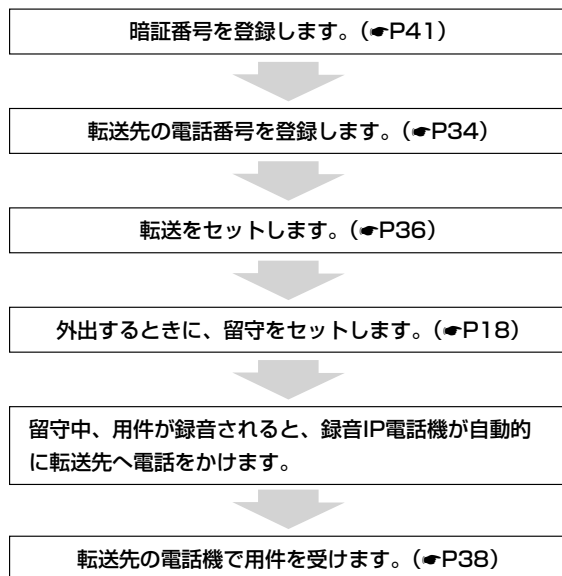 暗証番号を登録します。(☛P41)
転送先の電話番号を登録します。(☛P34)
転送をセットします。(☛P36)
外出するときに、留守をセットします。(☛P18)
留守中、用件が録音されると、録音IP電話機が自動的
に転送先へ電話をかけます。
転送先の電話機で用件を受けます。(☛P38)